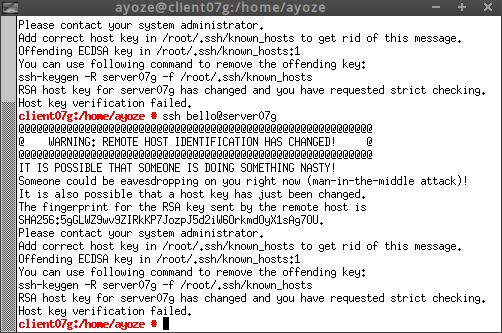 ayoze@client07g:/home/ayoze
Please contact your system administrator.
Add correct host key in /root/.ssh/known_hosts to get rid of this message.
Offending ECDSA key in /root/.ssh/known_hosts:1
You can use following command to remove the offending key:
ssh-keygen -R server07g -f /root/.ssh/known_hosts
RSA host key for server07g has changed and you have requested strict checking.
Host key verification failed.
client07g:/home/ayoze # ssh bello@server07g
@@@@@@@@@@@@@@@@@@@@@@@@@@@@@@@@@@@@@@@@@@@@@@@@@@@@@@@@@@@
@    WARNING: REMOTE HOST IDENTIFICATION HAS CHANGED!     @
@@@@@@@@@@@@@@@@@@@@@@@@@@@@@@@@@@@@@@@@@@@@@@@@@@@@@@@@@@@
IT IS POSSIBLE THAT SOMEONE IS DOING SOMETHING NASTY!
Someone could be eavesdropping on you right now (man-in-the-middle attack)!
It is also possible that a host key has just been changed.
The fingerprint for the RSA key sent by the remote host is
SHA256:5gGLWZ9wv9ZIRkKP7JozpJ5d2iW6OrkmdOyX1sAg7OU.
Please contact your system administrator.
Add correct host key in /root/.ssh/known_hosts to get rid of this message.
Offending ECDSA key in /root/.ssh/known_hosts:1
You can use following command to remove the offending key:
ssh-keygen -R server07g -f /root/.ssh/known_hosts
RSA host key for server07g has changed and you have requested strict checking.
Host key verification failed.
client07g:/home/ayoze #